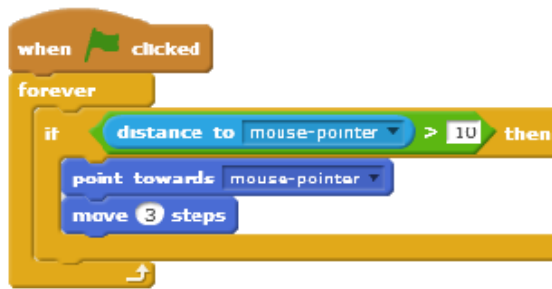 when clicked
forever
if distance to mouse-pointer > 10 then
point towards mouse-pointer
move 3 steps